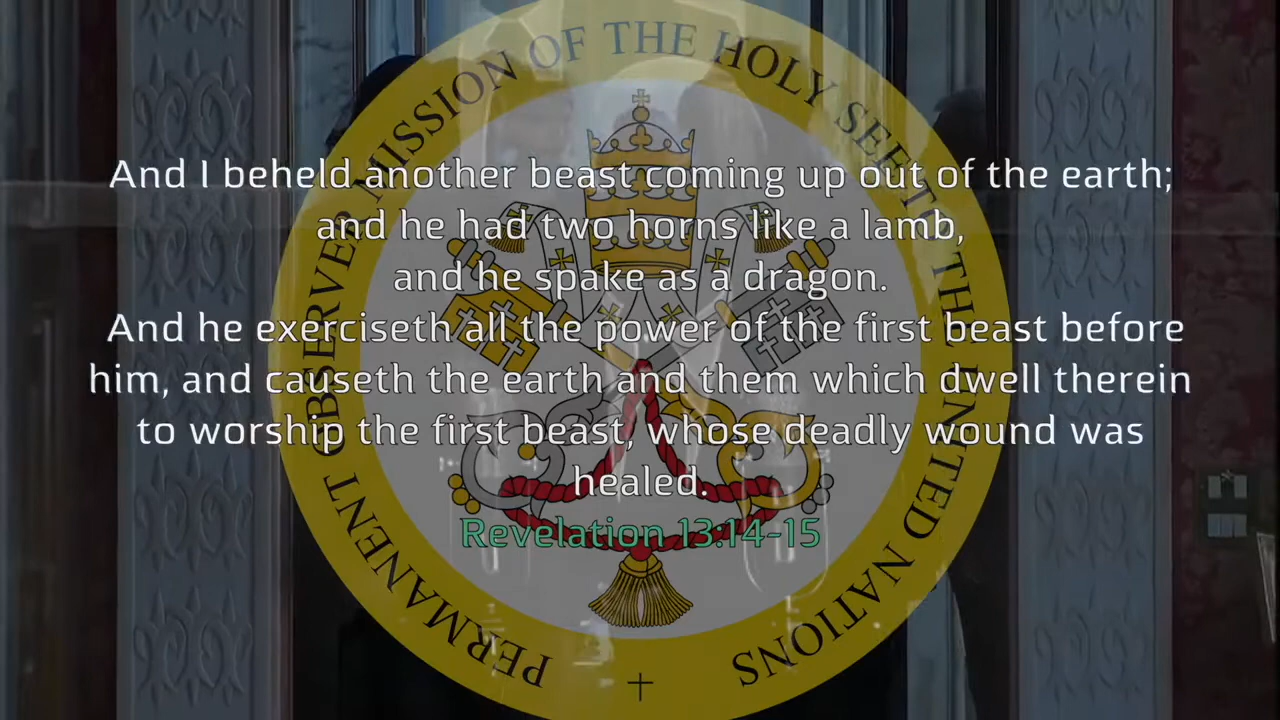 PERMANENT OBSERVER MISSION OF THE HOLY SEE TO THE UNITED NATIONS
And I beheld another beast coming up out of the earth;
and he had two horns like a lamb,
and he spake as a dragon.
And he exerciseth all the power of the first beast before
him, and causeth the earth and them which dwell therein
to worship the first beast, whose deadly wound was
healed.
Revelation 13:14-15